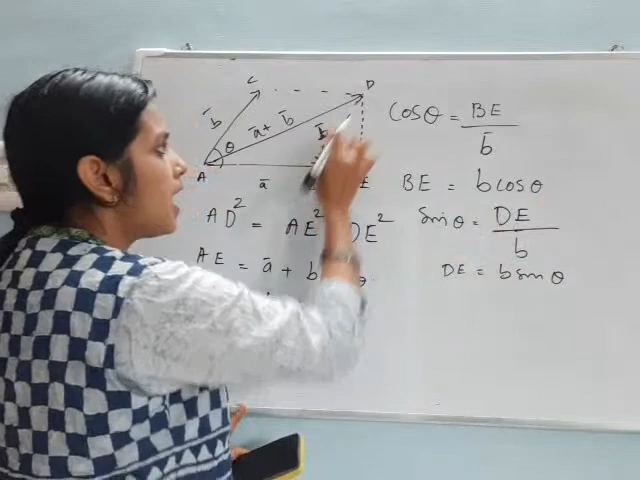 C
D
b̄
ā + b̄
b̄
θ
A
ā
E
AD² = AE² DE²
AE = ā + b θ
cosθ = BE / b̄
BE = b cosθ
sinθ = DE / b
DE = b sinθ